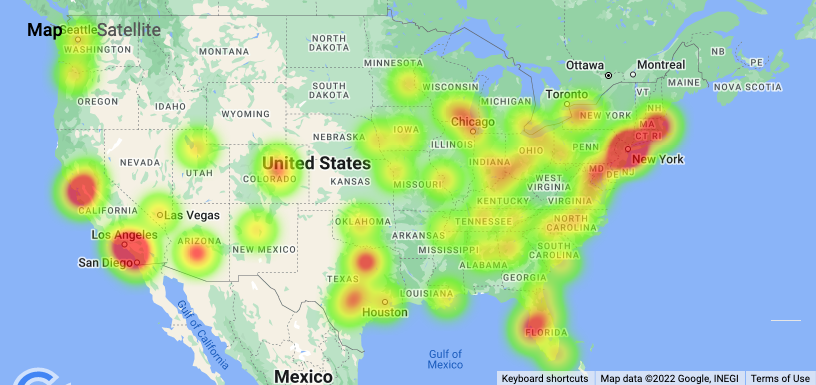 Map
Satellite
Seattle
WASHINGTON
MONTANA
NORTH
DAKOTA
MINNESOTA
Ottawa
Montreal
NB
PE
NOVA SCOTIA
MAINE
OREGON
IDAHO
SOUTH
DAKOTA
WISCONSIN
MICHIGAN
Toronto
VT
NH
WYOMING
NEW YORK
MA
CT RI
Chicago
NEBRASKA
IOWA
ILLINOIS
INDIANA
OHIO
PENN
New York
NEVADA
UTAH
United States
COLORADO
KANSAS
MISSOURI
WEST
VIRGINIA
MD
DE
NJ
KENTUCKY
VIRGINIA
CALIFORNIA
Las Vegas
Los Angeles
San Diego
ARIZONA
NEW MEXICO
OKLAHOMA
ARKANSAS
TENNESSEE
NORTH
CAROLINA
MISSISSIPPI
ALABAMA
SOUTH
CAROLINA
GEORGIA
TEXAS
LOUISIANA
Houston
FLORIDA
Gulf of California
Gulf of
Mexico
Mexico
Keyboard shortcuts
Map data ©2022 Google, INEGI
Terms of Use